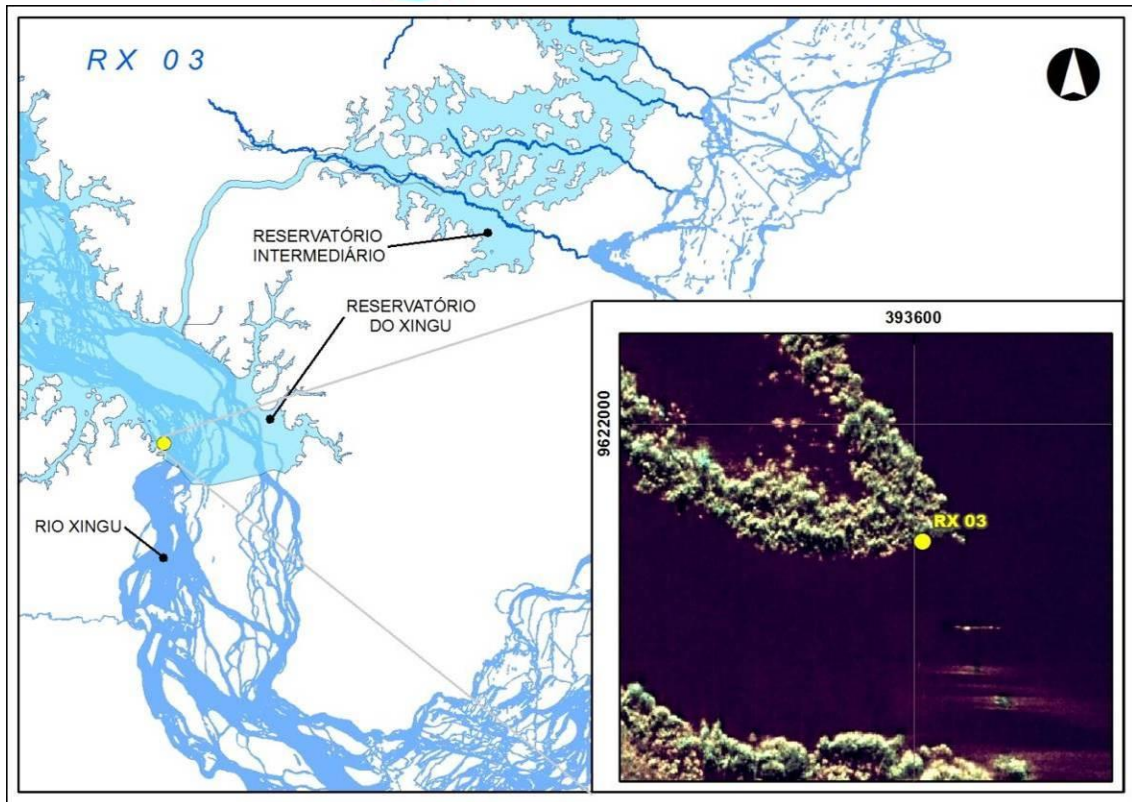 RX 03
RESERVATÓRIO
INTERMEDIÁRIO
RESERVATÓRIO
DO XINGU
RIO XINGU
393600
9622000
RX 03